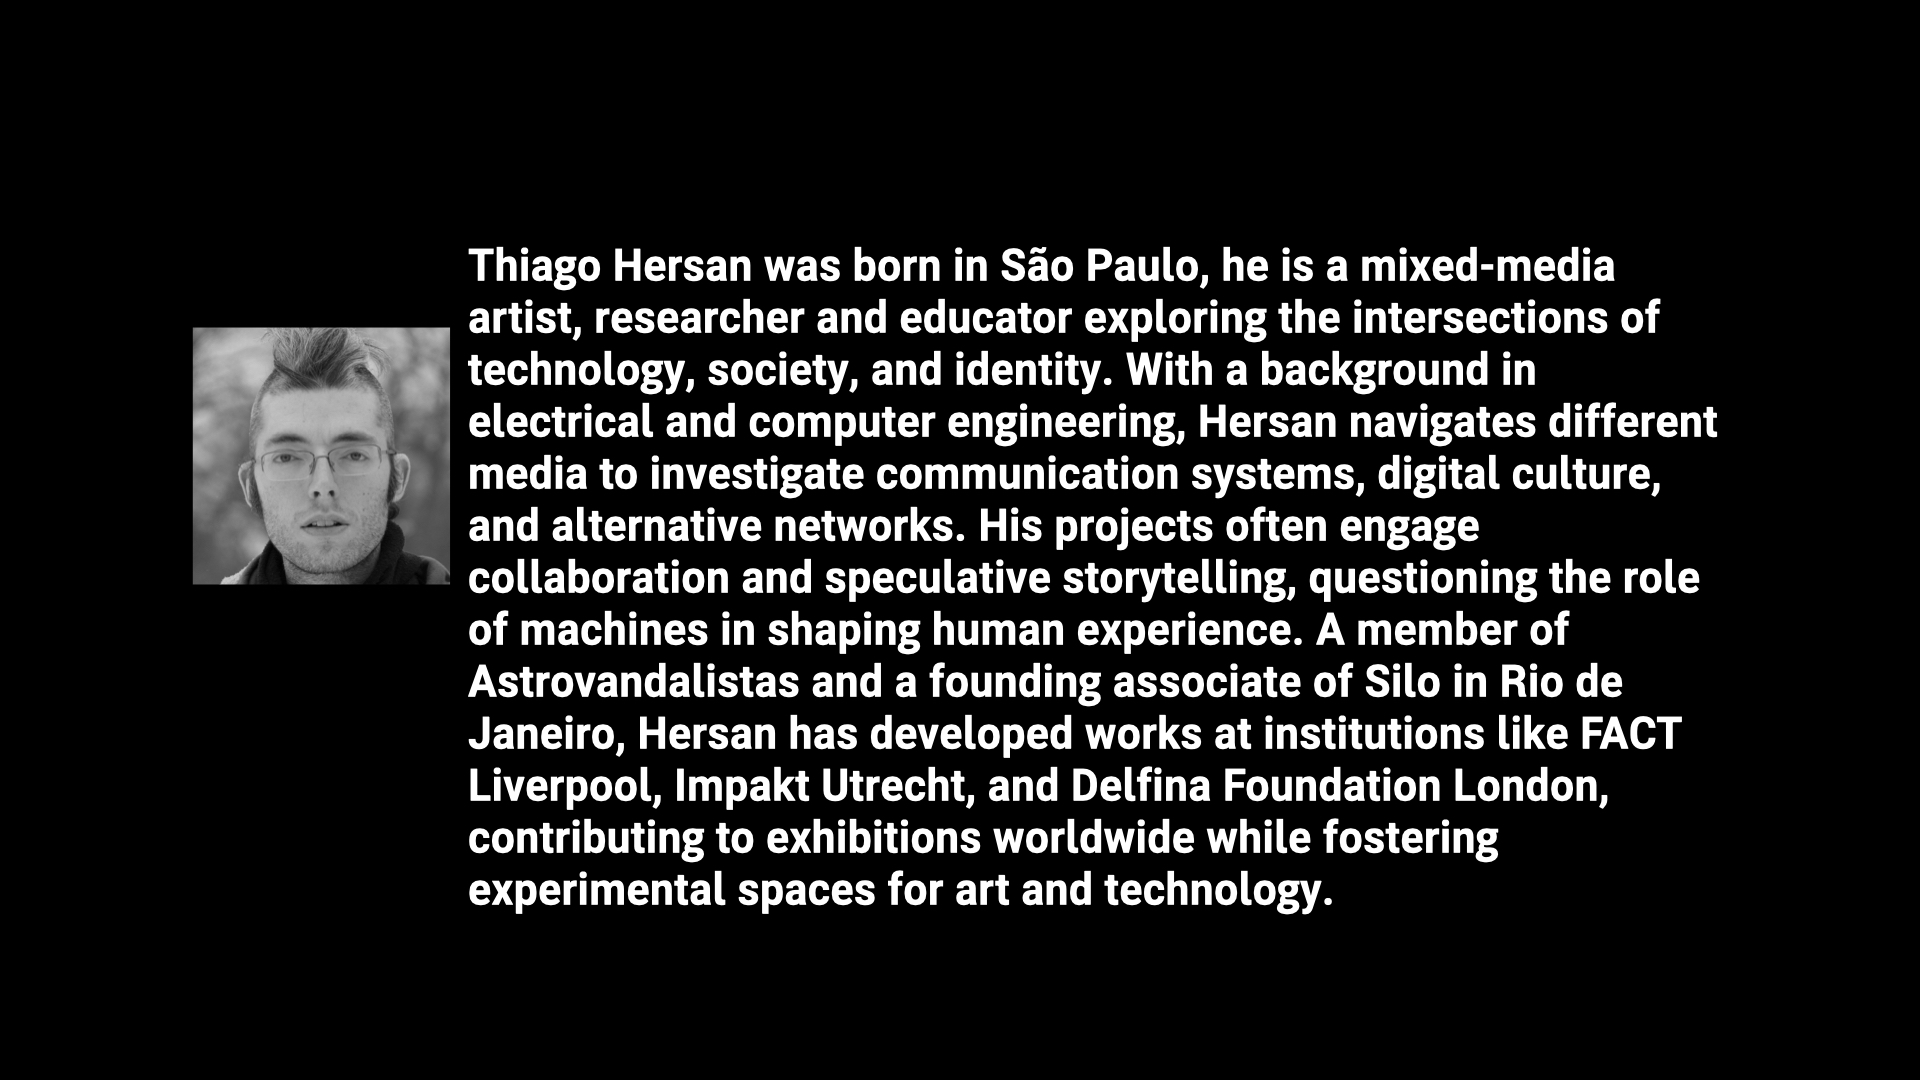 Thiago Hersan was born in São Paulo, he is a mixed-media
artist, researcher and educator exploring the intersections of
technology, society, and identity. With a background in
electrical and computer engineering, Hersan navigates different
media to investigate communication systems, digital culture,
and alternative networks. His projects often engage
collaboration and speculative storytelling, questioning the role
of machines in shaping human experience. A member of
Astrovandalistas and a founding associate of Silo in Rio de
Janeiro, Hersan has developed works at institutions like FACT
Liverpool, Impakt Utrecht, and Delfina Foundation London,
contributing to exhibitions worldwide while fostering
experimental spaces for art and technology.